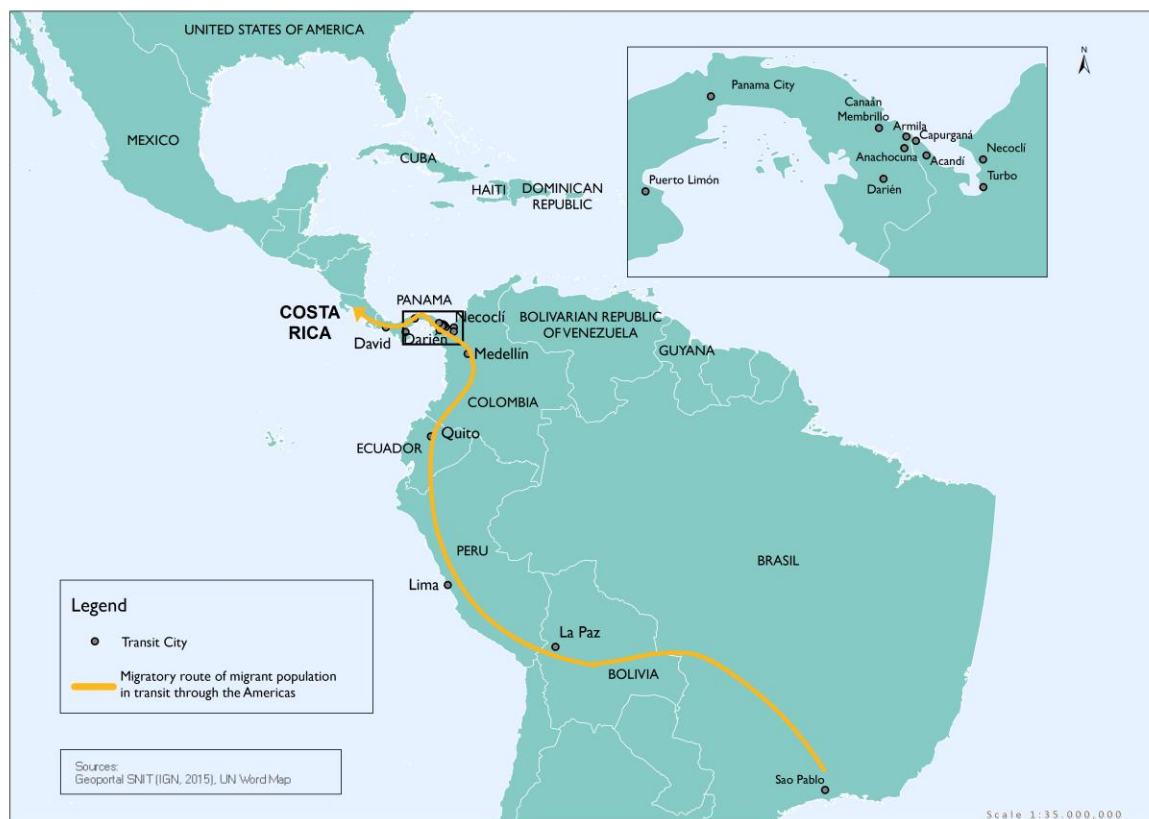 UNITED STATES OF AMERICA
MEXICO
CUBA
HAITI
DOMINICAN
REPUBLIC
N
Panama City
Canaán
Membrillo
Armila
Capurganá
Anachocuna
Acandí
Necoclí
Turbo
Puerto Limón
Darién
COSTA
RICA
PANAMA
Necoclí
David
Darién
Medellín
BOLIVARIAN REPUBLIC
OF VENEZUELA
GUYANA
COLOMBIA
Quito
ECUADOR
PERU
BRASIL
Lima
La Paz
BOLIVIA
Sao Pablo
Legend
Transit City
Migratory route of migrant population
in transit through the Americas
Sources:
Geoportal SNIT (IGN, 2015), UN Word Map
Scale 1:35.000,000